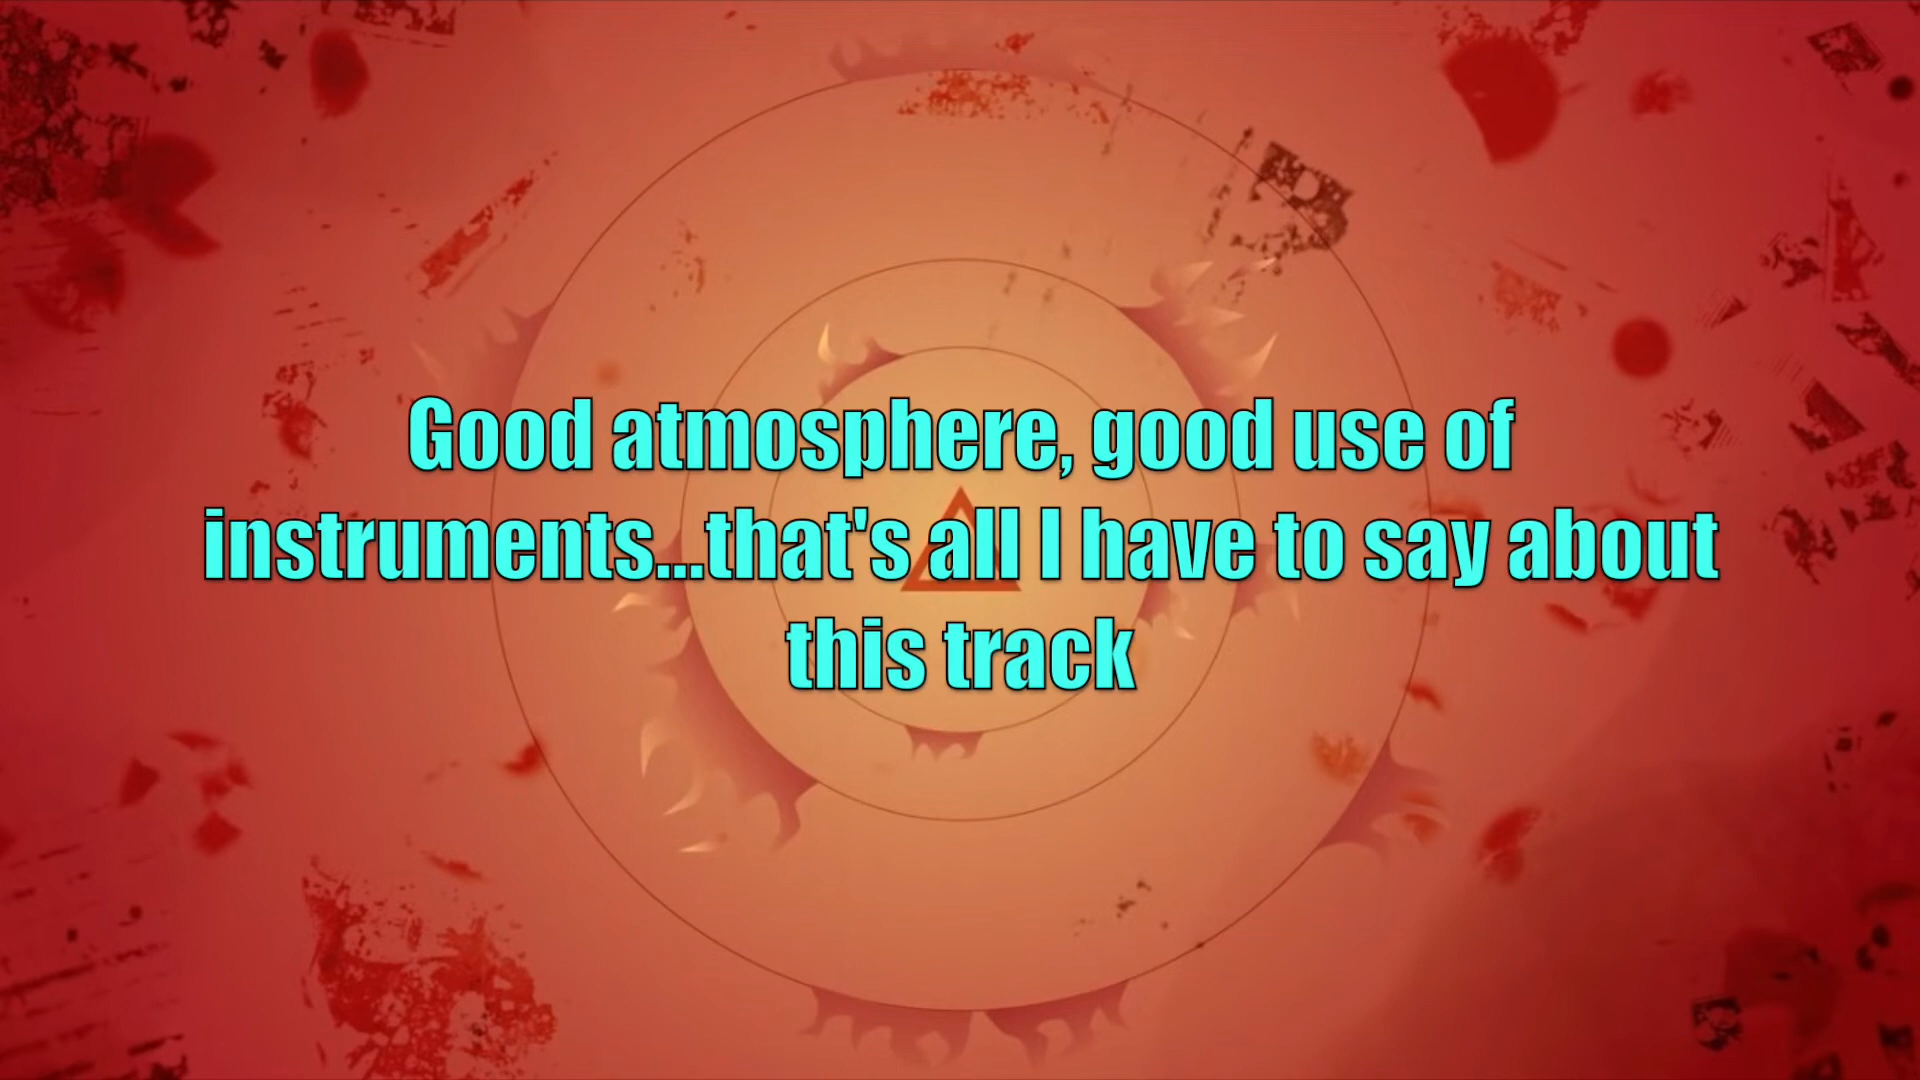 Good atmosphere, good use of
instruments...that's all I have to say about
this track